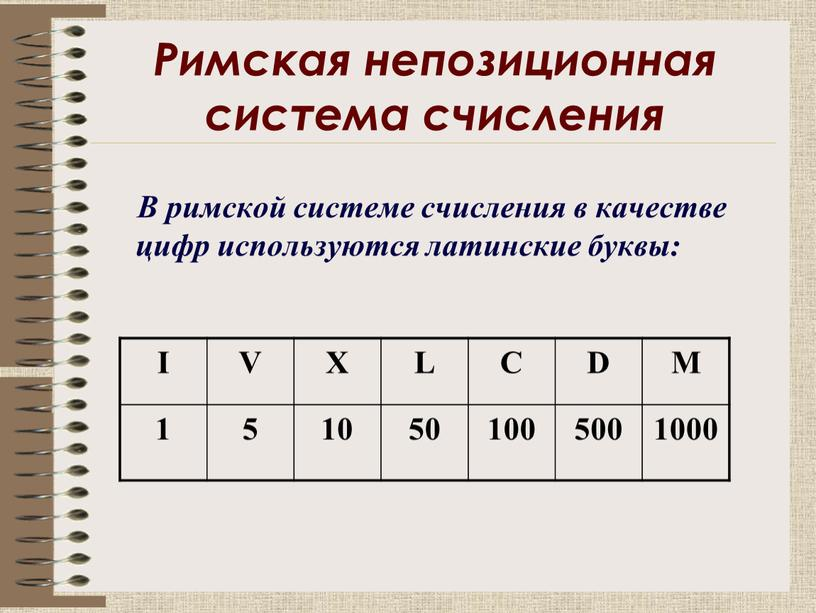 Римская непозиционная
система счисления
В римской системе счисления в качестве
цифр используются латинские буквы:
I V X L C D M
1 5 10 50 100 500 1000